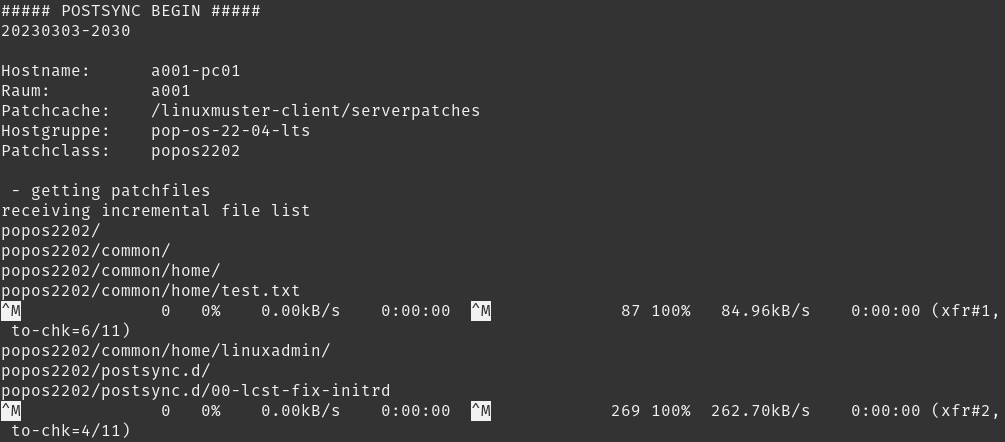 ##### POSTSYNC BEGIN #####
20230303-2030
Hostname:      a001-pc01
Raum:          a001
Patchcache:    /linuxmuster-client/serverpatches
Hostgruppe:    pop-os-22-04-lts
Patchclass:    popos2202
 - getting patchfiles
receiving incremental file list
popos2202/
popos2202/common/
popos2202/common/home/
popos2202/common/home/test.txt
^M              0   0%    0.00kB/s    0:00:00  ^M             87 100%   84.96kB/s    0:00:00 (xfr#1,
 to-chk=6/11)
popos2202/common/home/linuxadmin/
popos2202/postsync.d/
popos2202/postsync.d/00-lcst-fix-initrd
^M              0   0%    0.00kB/s    0:00:00  ^M            269 100%  262.70kB/s    0:00:00 (xfr#2,
 to-chk=4/11)